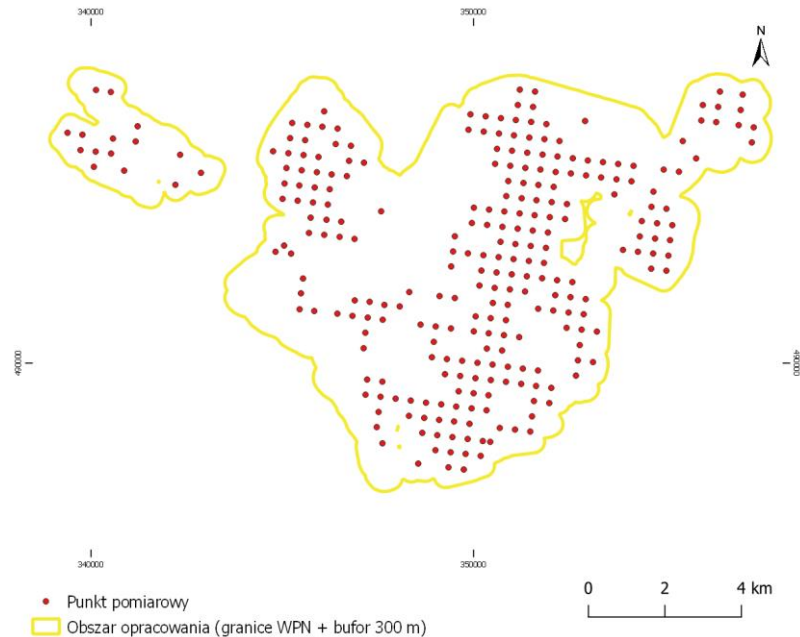 340000 350000
N
490000 490000
340000 350000
Punkt pomiarowy
Obszar opracowania (granice WPN + bufor 300 m)
0 2 4 km